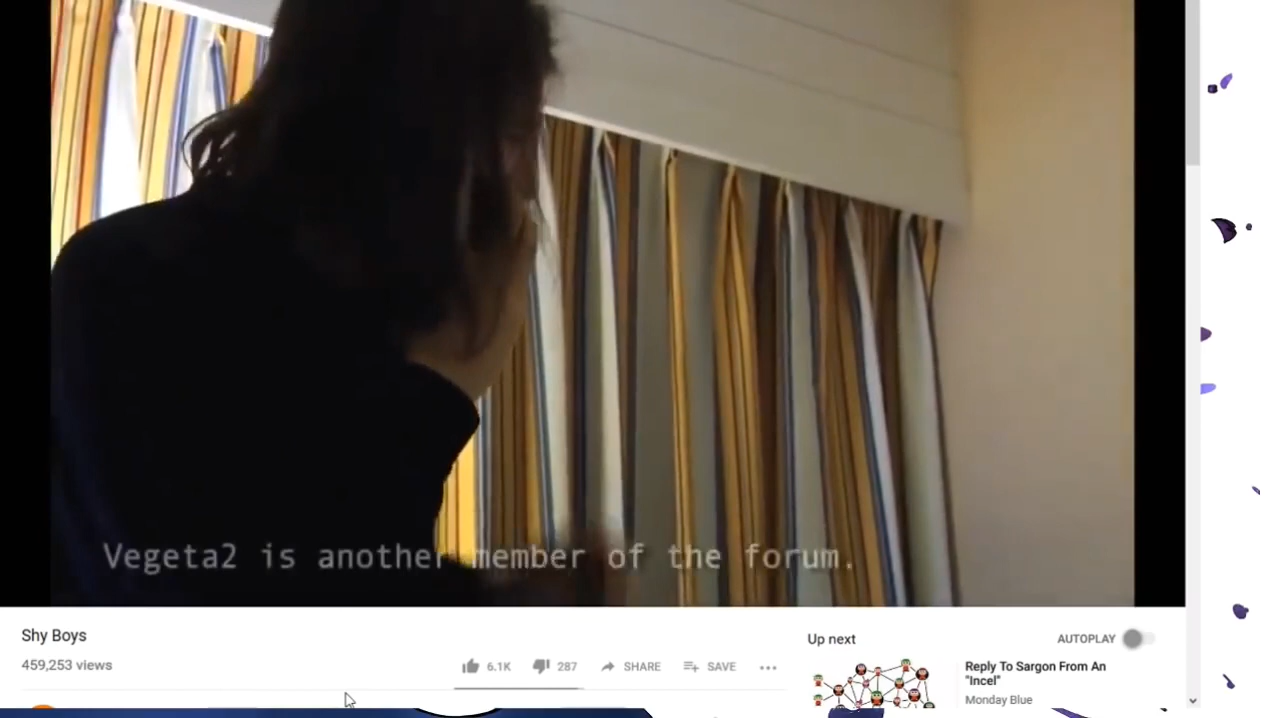 Vegeta2 is another member of the forum.
Shy Boys
459,253 views
6.1K
287
SHARE
SAVE
Up next
AUTOPLAY
Reply To Sargon From An
"Incel"
Monday Blue